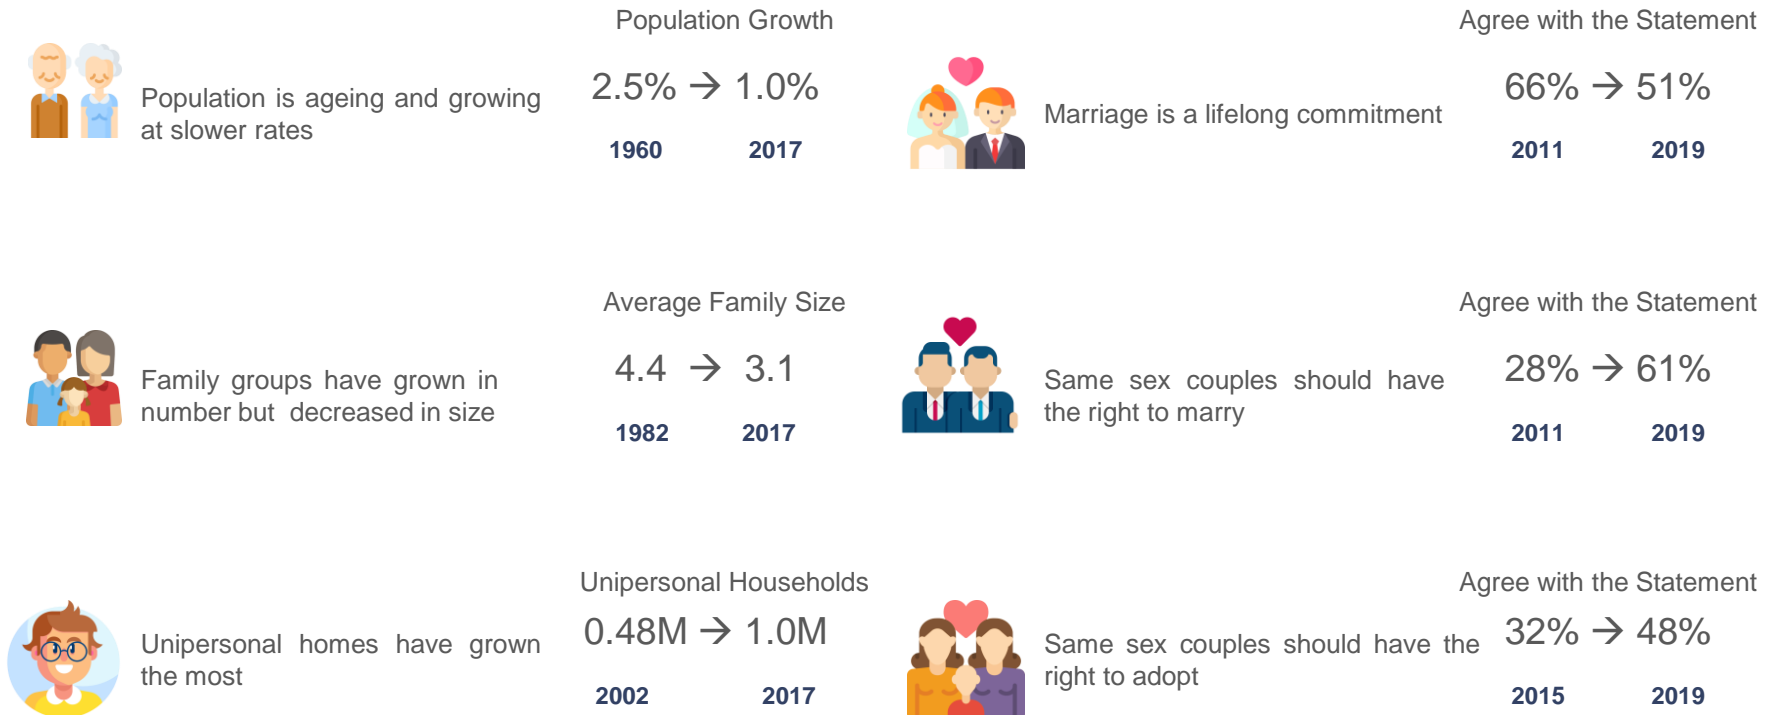 Population Growth
Population is ageing and growing
at slower rates
2.5% → 1.0%
1960 2017
Agree with the Statement
Marriage is a lifelong commitment
66% → 51%
2011 2019
Average Family Size
Family groups have grown in
number but decreased in size
4.4 → 3.1
1982 2017
Agree with the Statement
Same sex couples should have
the right to marry
28% → 61%
2011 2019
Unipersonal Households
Unipersonal homes have grown
the most
0.48M → 1.0M
2002 2017
Agree with the Statement
Same sex couples should have the
right to adopt
32% → 48%
2015 2019